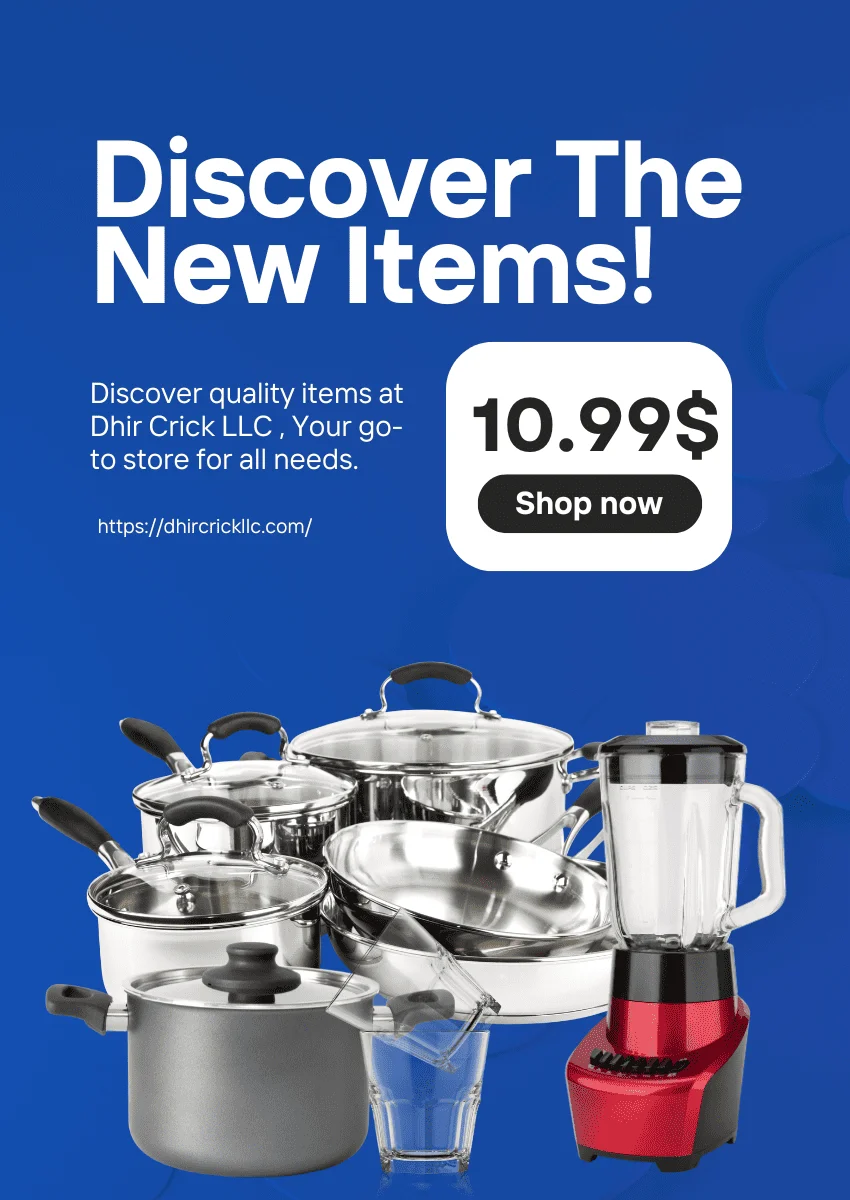 Discover The
New Items!
Discover quality items at
Dhir Crick LLC , Your go-
to store for all needs.
10.99$
Shop now
https://dhircrickllc.com/